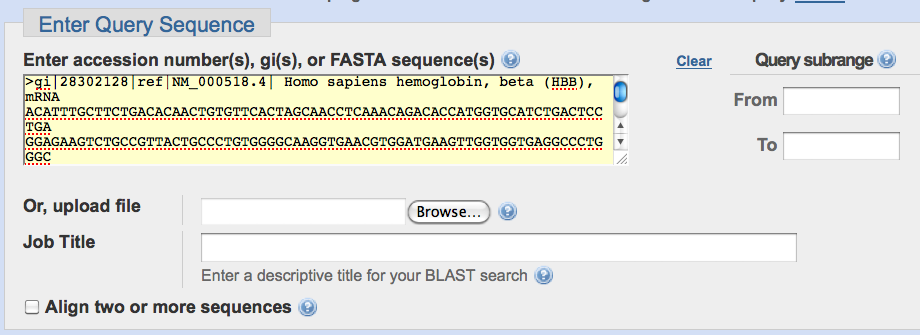 Enter Query Sequence
Enter accession number(s), gi(s), or FASTA sequence(s)
Clear
Query subrange
>gi|28302128|ref|NM_000518.4| Homo sapiens hemoglobin, beta (HBB),
mRNA
ACATTTGCTTCTGACACAACTGTGTTCACTAGCAACCTCAAACAGACACCATGGTGCATCTGACTCC
TGA
GGAGAAGTCTGCCGTTACTGCCCTGTGGGGCAAGGTGAACGTGGATGAAGTTGGTGGTGAGGCCCTG
GGC
From
To
Or, upload file
Browse...
Job Title
Enter a descriptive title for your BLAST search
Align two or more sequences